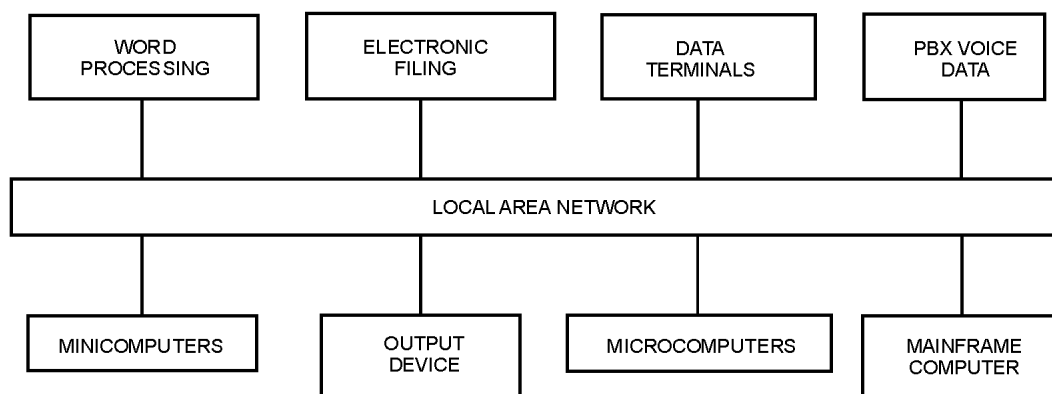 WORD
PROCESSING
ELECTRONIC
FILING
DATA
TERMINALS
PBX VOICE
DATA
LOCAL AREA NETWORK
MINICOMPUTERS
OUTPUT
DEVICE
MICROCOMPUTERS
MAINFRAME
COMPUTER